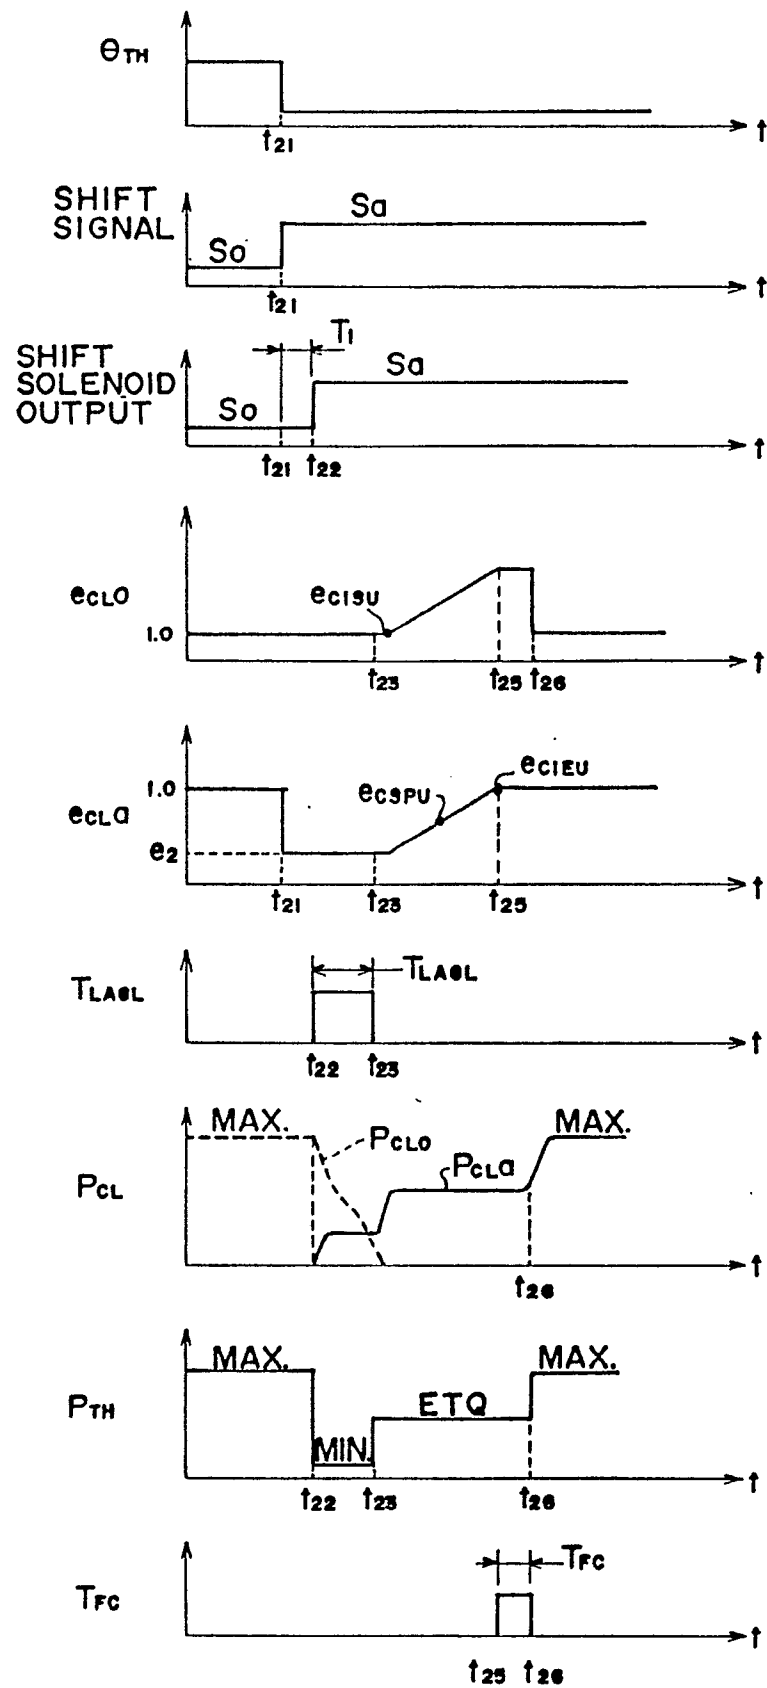 θTH
t
t21
SHIFT
SIGNAL
So
Sa
t
t21
T1
SHIFT
SOLENOID
OUTPUT
So
Sa
t
t21 t22
eCLO
eCISU
1.0
t
t23 t25 t26
1.0
eCLa
e2
eCSPU
eCIEU
t
t21 t23 t25
TLAGL
TLAGL
t
t22 t23
PCL
MAX.
PCLO
PCLa
MAX.
t
t26
PTH
MAX.
MIN.
ETQ
MAX.
t
t22 t23 t26
TFC
TFC
t
t25 t26